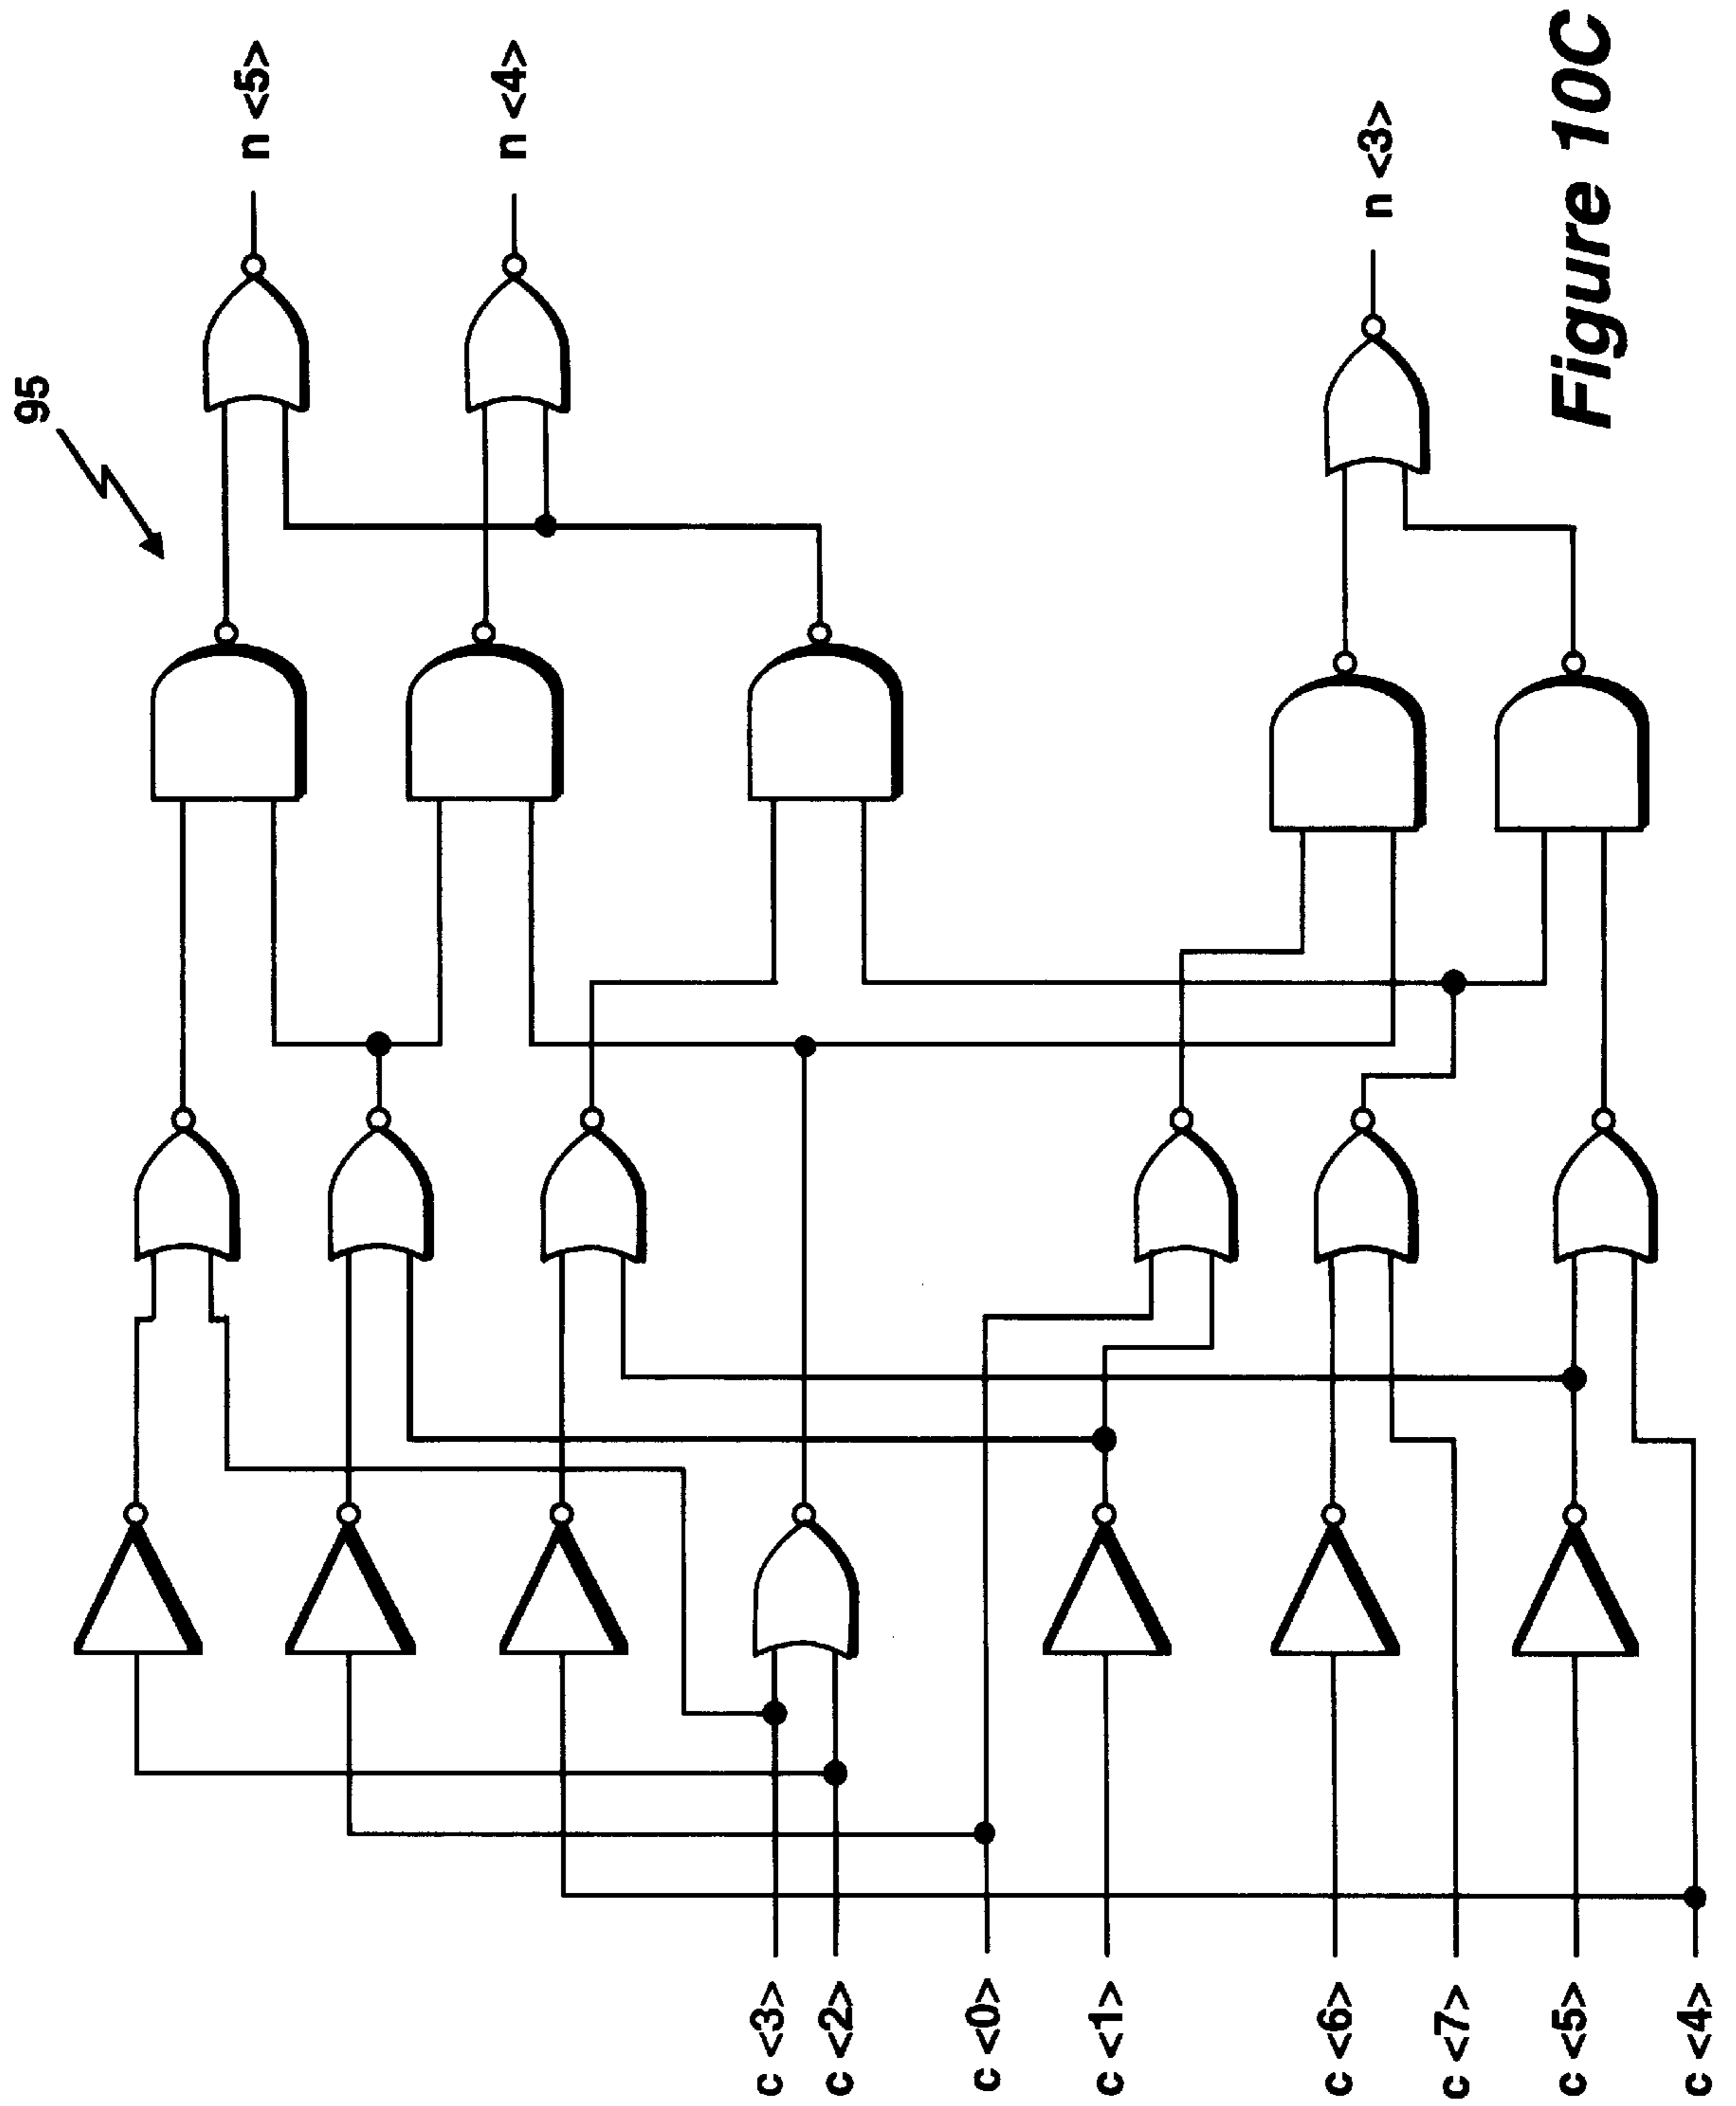 95
n <5>
n <4>
n <3>
c <3>
c <2>
c <0>
c <1>
c <6>
c <7>
c <5>
c <4>
Figure 10C